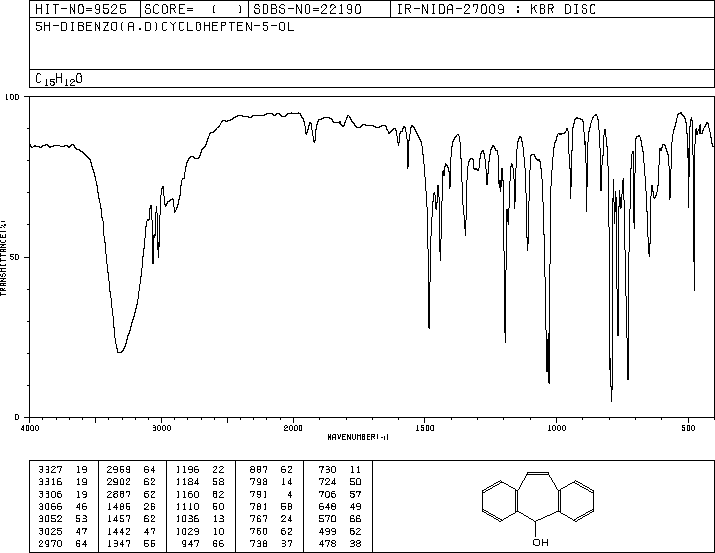 HIT-NO=9525 SCORE= ( ) SDBS-NO=22190 IR-NIDA-27009 : KBR DISC
5H-DIBENZO(A,D)CYCLOHEPTEN-5-OL
C15H12O
100
50
0
TRANSMITTANCE(%)
4000 3000 2000 1500 1000 500
WAVENUMBER(-1)
3327 19 2969 64 1196 22 887 62 730 11
3316 19 2902 62 1184 58 798 14 724 50
3306 19 2887 62 1160 62 791 4 706 57
3066 46 1486 26 1110 50 781 58 648 49
3052 53 1457 62 1036 13 767 24 570 66
3025 47 1442 47 1029 10 760 62 499 62
2970 64 1347 55 947 66 738 37 478 38
OH